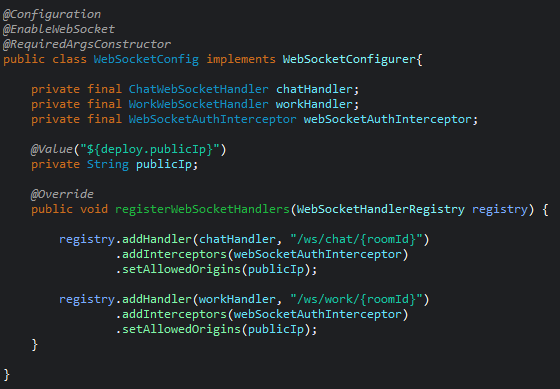 @Configuration
@EnableWebSocket
@RequiredArgsConstructor
public class WebSocketConfig implements WebSocketConfigurer{
private final ChatWebSocketHandler chatHandler;
private final WorkWebSocketHandler workHandler;
private final WebSocketAuthInterceptor webSocketAuthInterceptor;
@Value("${deploy.publicIp}")
private String publicIp;
@Override
public void registerWebSocketHandlers(WebSocketHandlerRegistry registry) {
registry.addHandler(chatHandler, "/ws/chat/{roomId}")
.addInterceptors(webSocketAuthInterceptor)
.setAllowedOrigins(publicIp);
registry.addHandler(workHandler, "/ws/work/{roomId}")
.addInterceptors(webSocketAuthInterceptor)
.setAllowedOrigins(publicIp);
}
}